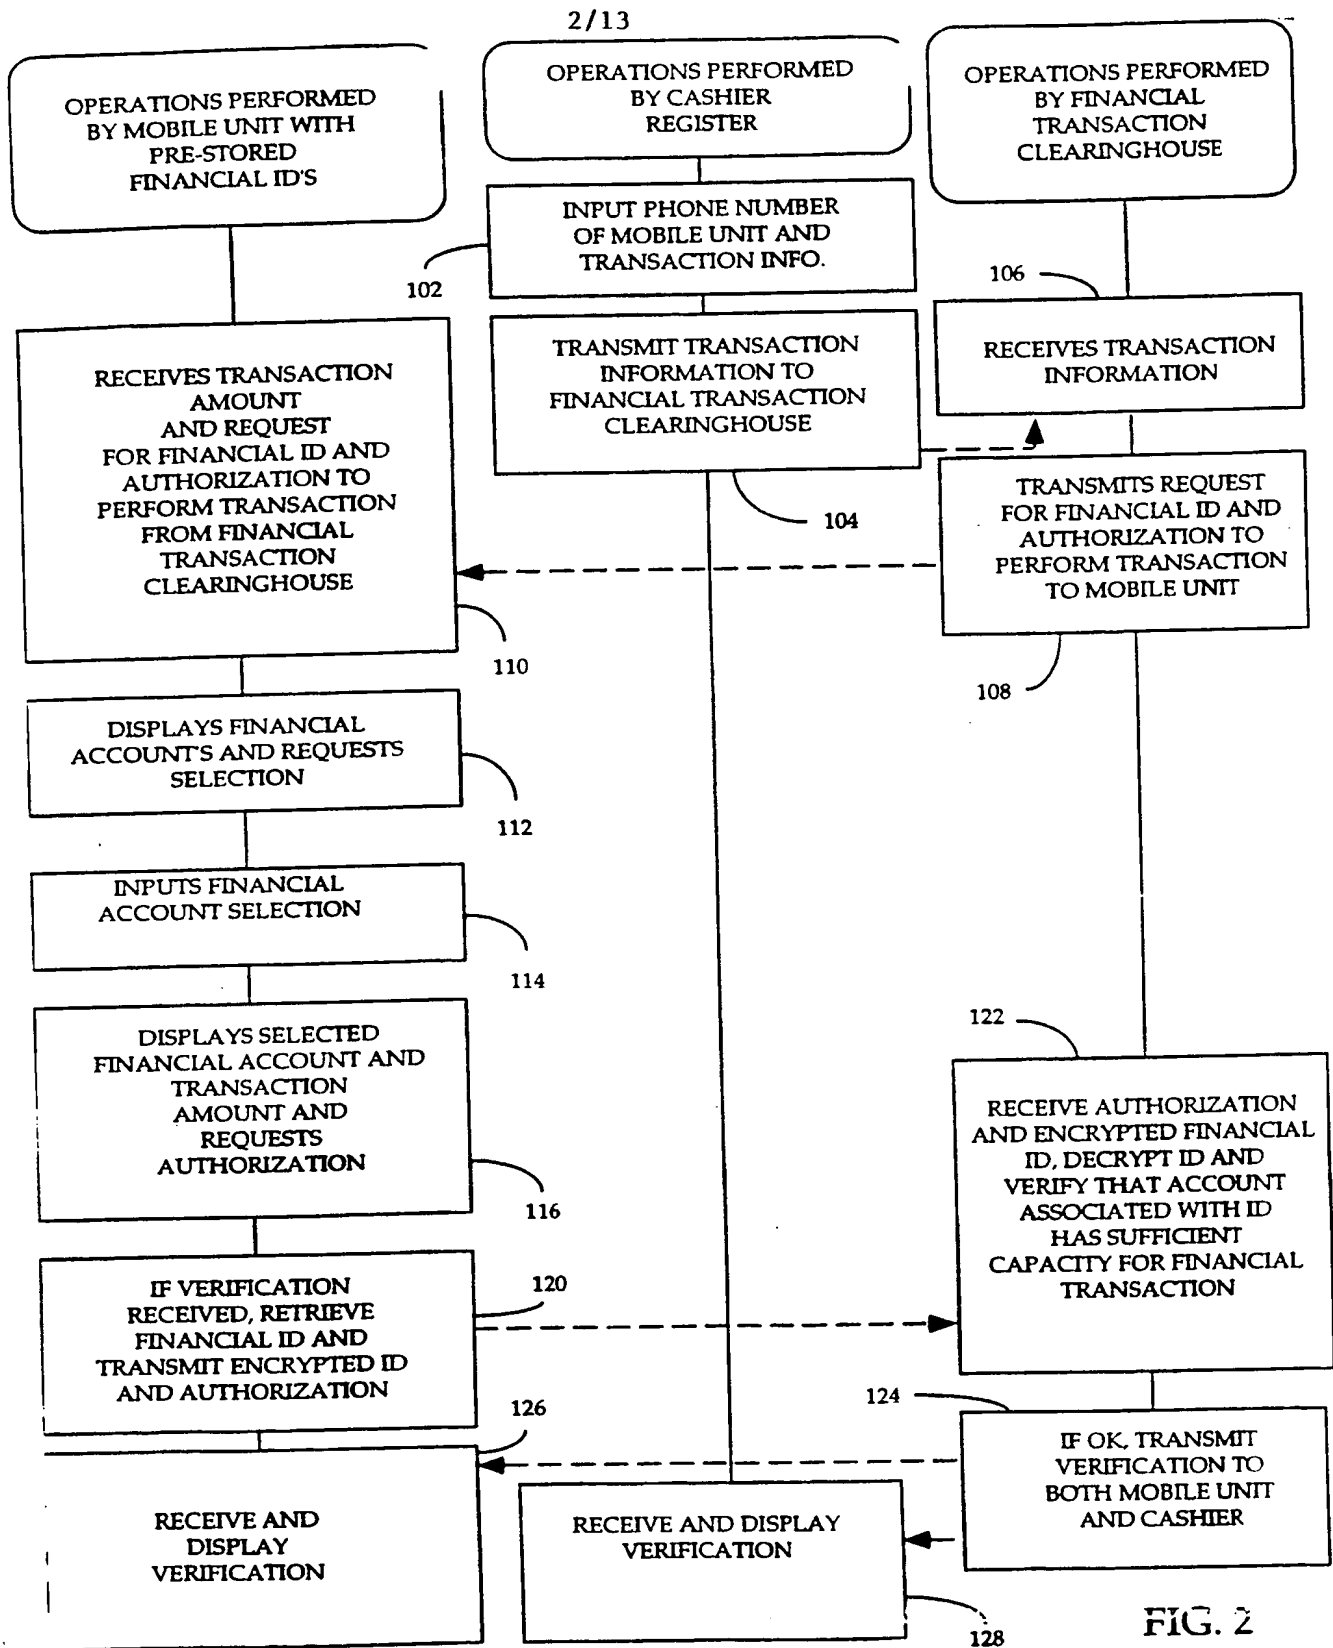 2/13
OPERATIONS PERFORMED
BY MOBILE UNIT WITH
PRE-STORED
FINANCIAL ID'S
OPERATIONS PERFORMED
BY CASHIER
REGISTER
OPERATIONS PERFORMED
BY FINANCIAL
TRANSACTION
CLEARINGHOUSE
INPUT PHONE NUMBER
OF MOBILE UNIT AND
TRANSACTION INFO.
102
106
RECEIVES TRANSACTION
AMOUNT
AND REQUEST
FOR FINANCIAL ID AND
AUTHORIZATION TO
PERFORM TRANSACTION
FROM FINANCIAL
TRANSACTION
CLEARINGHOUSE
110
TRANSMIT TRANSACTION
INFORMATION TO
FINANCIAL TRANSACTION
CLEARINGHOUSE
104
RECEIVES TRANSACTION
INFORMATION
TRANSMITS REQUEST
FOR FINANCIAL ID AND
AUTHORIZATION TO
PERFORM TRANSACTION
TO MOBILE UNIT
108
DISPLAYS FINANCIAL
ACCOUNT'S AND REQUESTS
SELECTION
112
INPUTS FINANCIAL
ACCOUNT SELECTION
114
DISPLAYS SELECTED
FINANCIAL ACCOUNT AND
TRANSACTION
AMOUNT AND
REQUESTS
AUTHORIZATION
116
122
RECEIVE AUTHORIZATION
AND ENCRYPTED FINANCIAL
ID, DECRYPT ID AND
VERIFY THAT ACCOUNT
ASSOCIATED WITH ID
HAS SUFFICIENT
CAPACITY FOR FINANCIAL
TRANSACTION
IF VERIFICATION
RECEIVED, RETRIEVE
FINANCIAL ID AND
TRANSMIT ENCRYPTED ID
AND AUTHORIZATION
120
126
124
IF OK, TRANSMIT
VERIFICATION TO
BOTH MOBILE UNIT
AND CASHIER
RECEIVE AND
DISPLAY
VERIFICATION
RECEIVE AND DISPLAY
VERIFICATION
128
FIG. 2